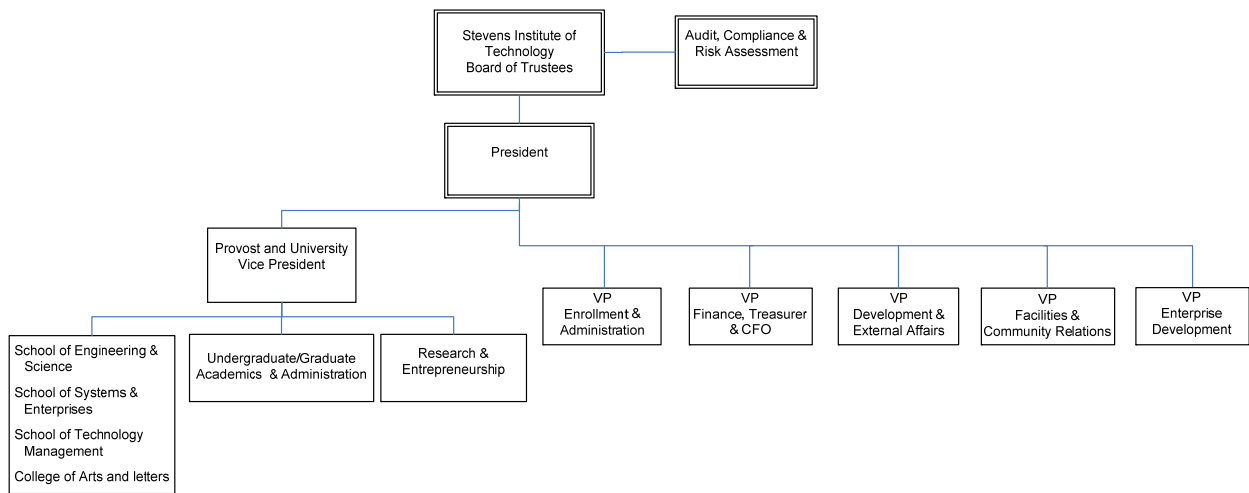 Stevens Institute of
Technology
Board of Trustees
Audit, Compliance &
Risk Assessment
President
Provost and University
Vice President
VP
Enrollment &
Administration
VP
Finance, Treasurer
& CFO
VP
Development &
External Affairs
VP
Facilities &
Community Relations
VP
Enterprise
Development
School of Engineering &
Science
School of Systems &
Enterprises
School of Technology
Management
College of Arts and letters
Undergraduate/Graduate
Academics & Administration
Research &
Entrepreneurship